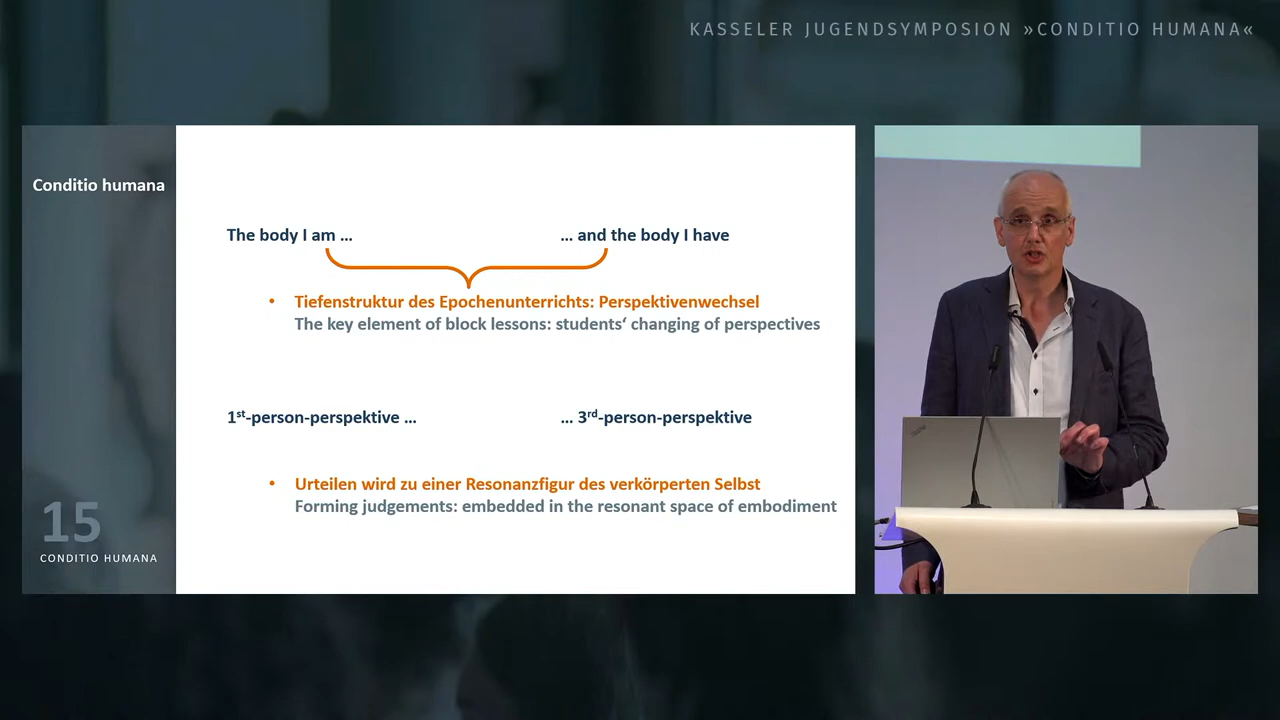 KASSELER JUGENDSYMPOSION »CONDITIO HUMANA«
Conditio humana
The body I am …
… and the body I have
• Tiefenstruktur des Epochenunterrichts: Perspektivenwechsel
The key element of block lessons: students‘ changing of perspectives
1st-person-perspektive …
… 3rd-person-perspektive
• Urteilen wird zu einer Resonanzfigur des verkörperten Selbst
Forming judgements: embedded in the resonant space of embodiment
15
CONDITIO HUMANA